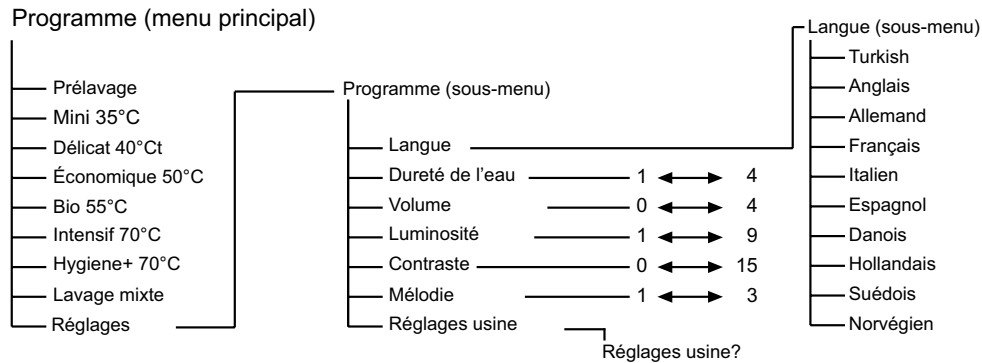 Programme (menu principal)
Prélavage
Mini 35°C
Délicat 40°Ct
Économique 50°C
Bio 55°C
Intensif 70°C
Hygiene+ 70°C
Lavage mixte
Réglages
Programme (sous-menu)
Langue
Dureté de l'eau 1 4
Volume 0 4
Luminosité 1 9
Contraste 0 15
Mélodie 1 3
Réglages usine
Réglages usine?
Langue (sous-menu)
Turkish
Anglais
Allemand
Français
Italien
Espagnol
Danois
Hollandais
Suédois
Norvégien